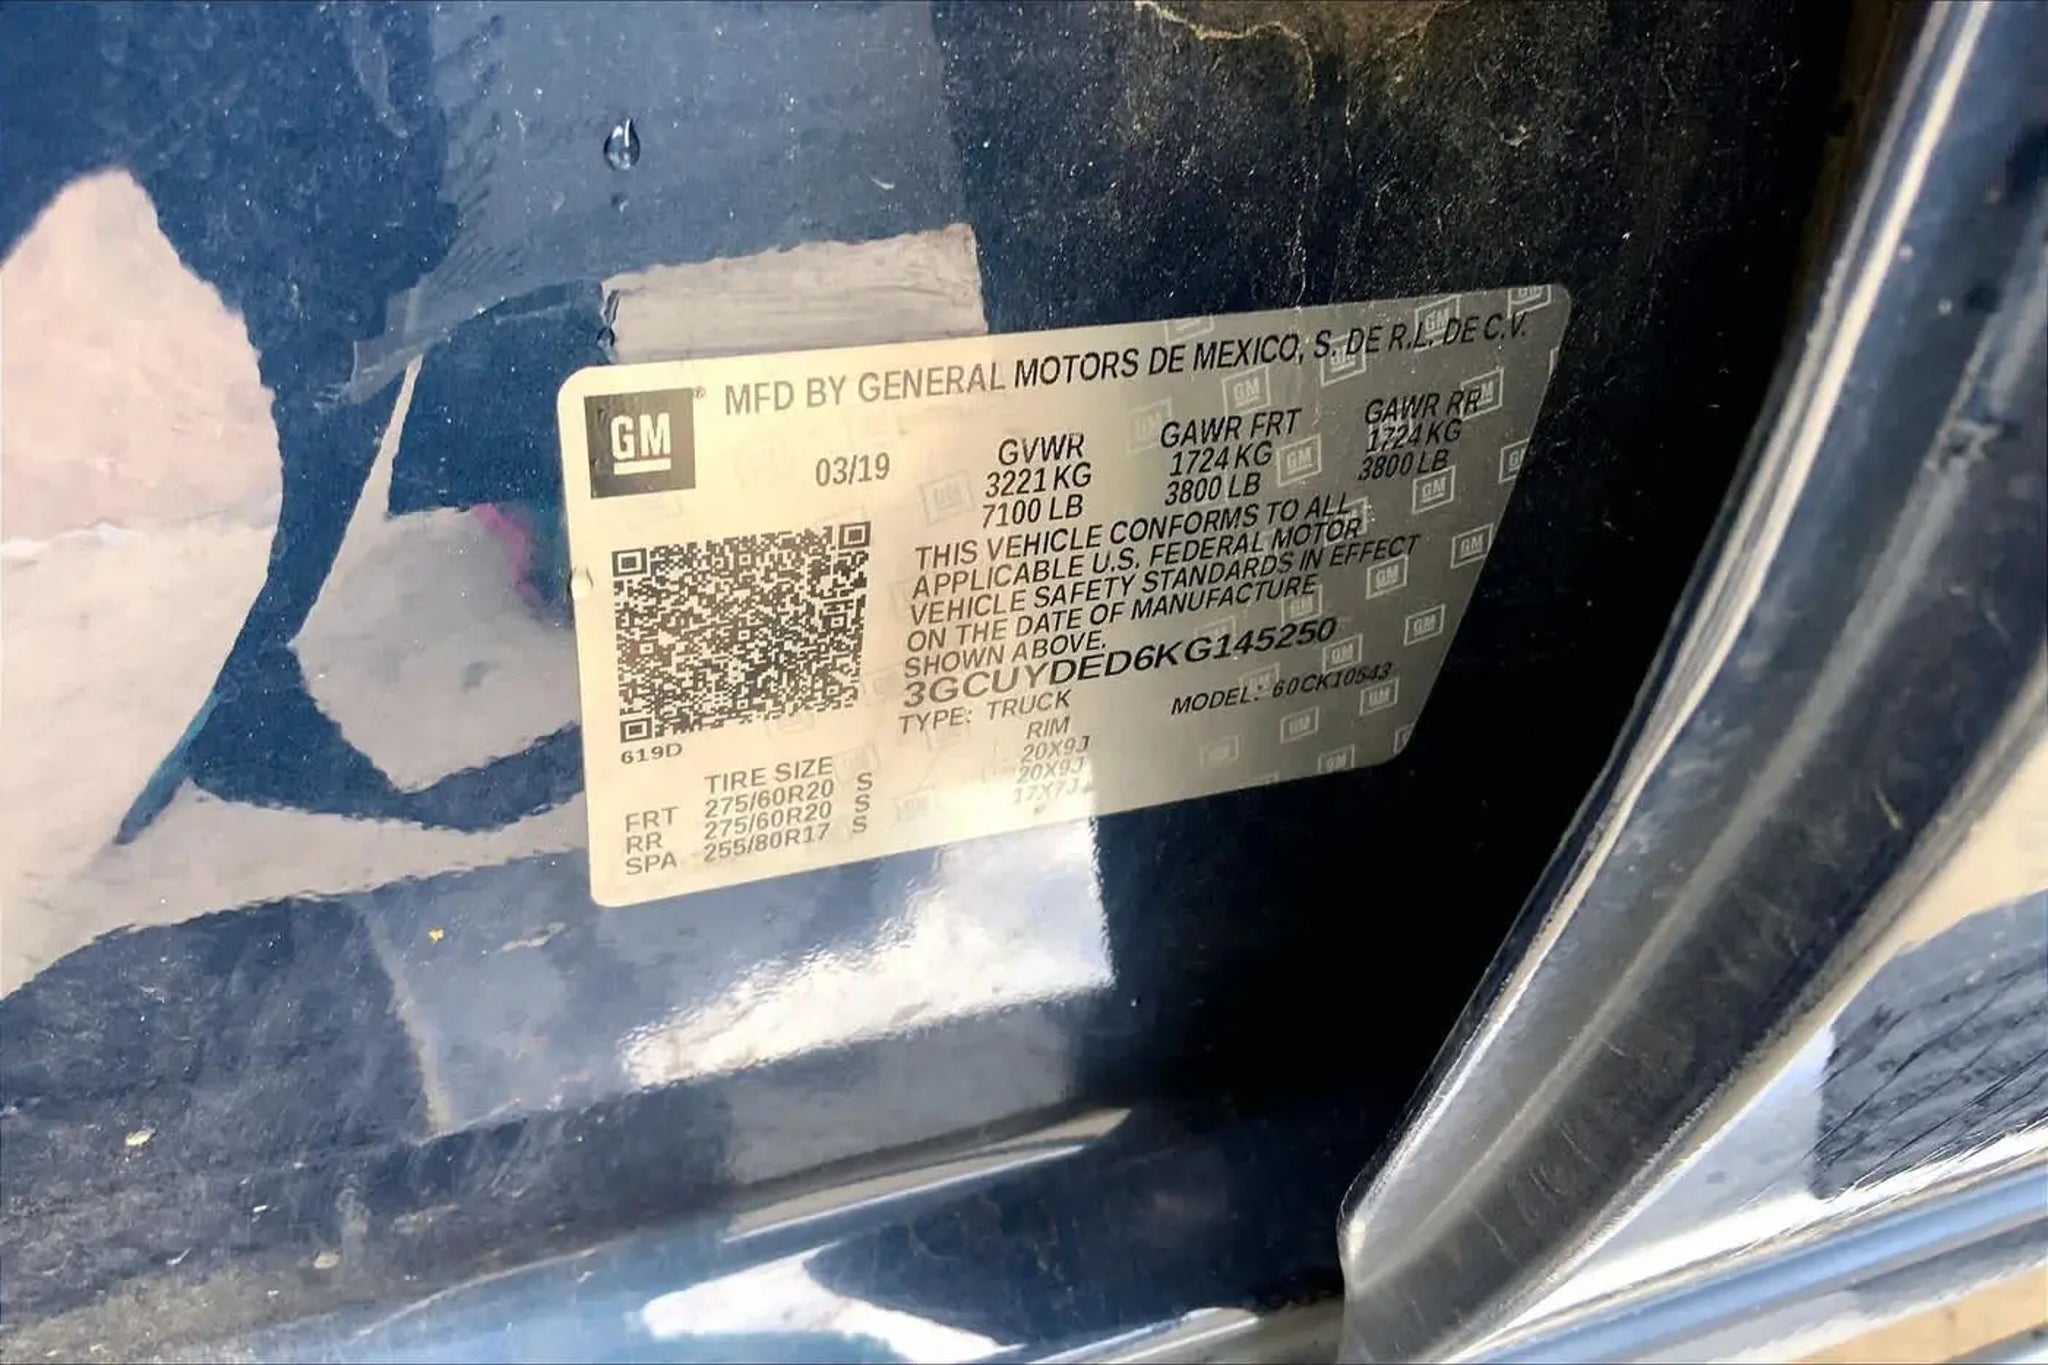 GM ® MFD BY GENERAL MOTORS DE MEXICO, S. DE R.L. DE C.V.
03/19
GVWR GAWR FRT GAWR RR
3221 KG 1724 KG 1724 KG
7100 LB 3800 LB 3800 LB
THIS VEHICLE CONFORMS TO ALL
APPLICABLE U.S. FEDERAL MOTOR
VEHICLE SAFETY STANDARDS IN EFFECT
ON THE DATE OF MANUFACTURE
SHOWN ABOVE.
3GCUYDED6KG145250
TYPE: TRUCK MODEL: 60CK10543
619D
TIRE SIZE RIM
FRT 275/60R20 S 20X9J
RR 275/60R20 S 20X9J
SPA 255/80R17 S 17X7J